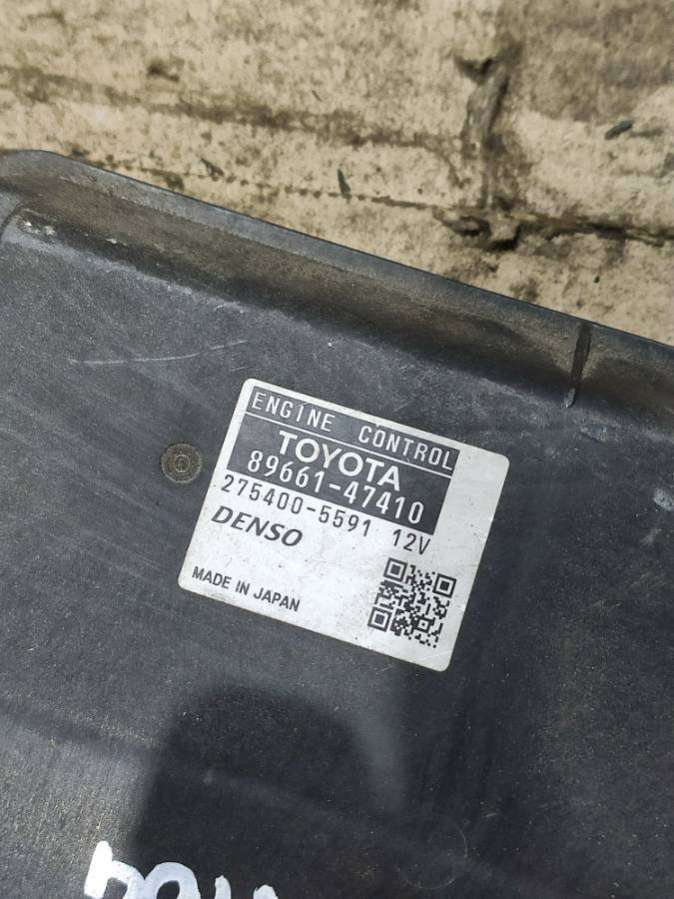 ENGINE CONTROL
TOYOTA
89661-47410
275400-5591 12V
DENSO
MADE IN JAPAN